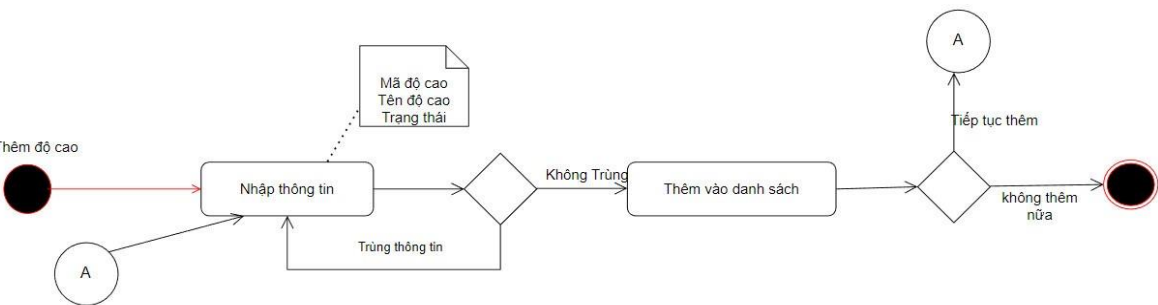 A
Mã độ cao
Tên độ cao
Trạng thái
Tiếp tục thêm
Thêm độ cao
Nhập thông tin
Không Trùng
Thêm vào danh sách
không thêm
nữa
Trùng thông tin
A